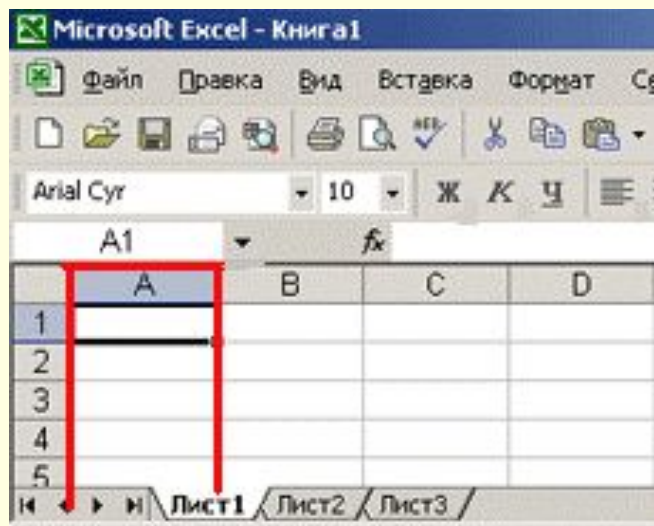 Microsoft Excel - Книга1
Файл Правка Вид Вставка Формат
Arial Cyr 10 Ж К Ч
A1 fx
A B C D
1
2
3
4
5
Лист1 Лист2 Лист3